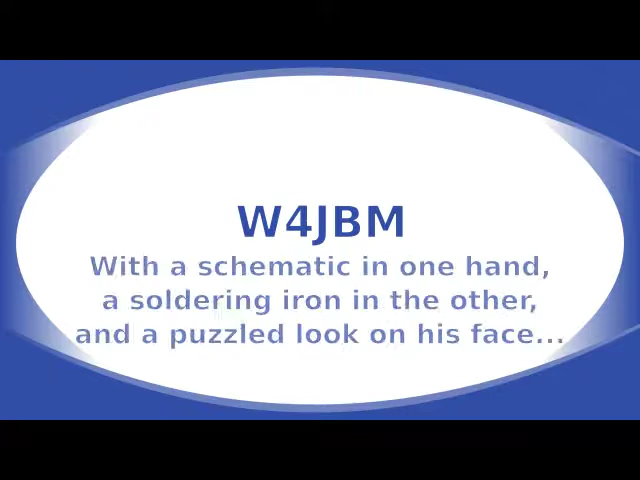 W4JBM
With a schematic in one hand,
a soldering iron in the other,
and a puzzled look on his face...